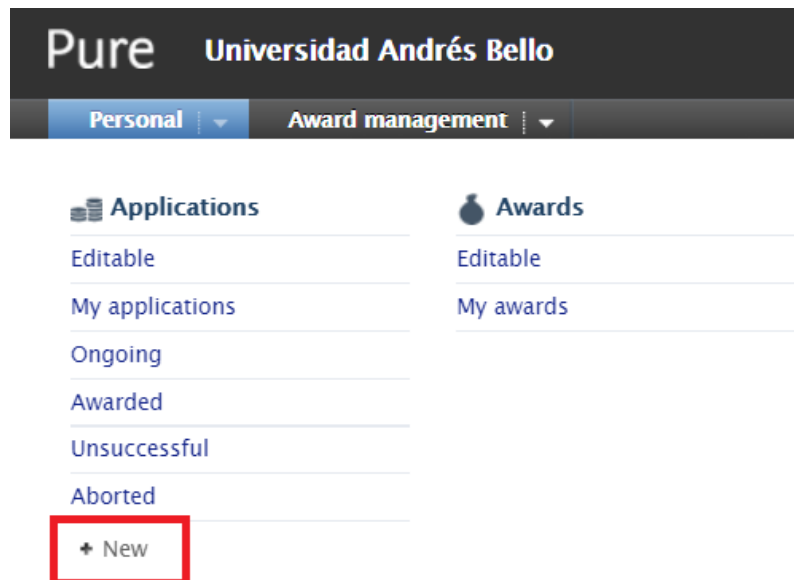 Pure Universidad Andrés Bello
Personal Award management
Applications
Editable
My applications
Ongoing
Awarded
Unsuccessful
Aborted
+ New
Awards
Editable
My awards